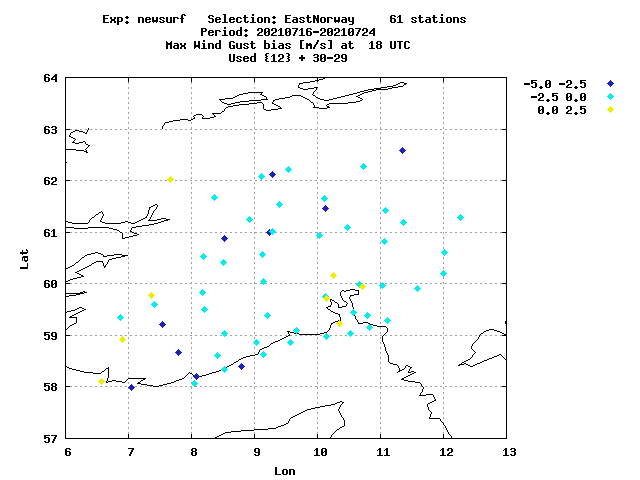 Exp: newsurf Selection: EastNorway 61 stations
Period: 20210716-20210724
Max Wind Gust bias [m/s] at 18 UTC
Used {12} + 30-29
-5.0 -2.5
-2.5 0.0
0.0 2.5
64
63
62
61
60
59
58
57
Lat
6 7 8 9 10 11 12 13
Lon